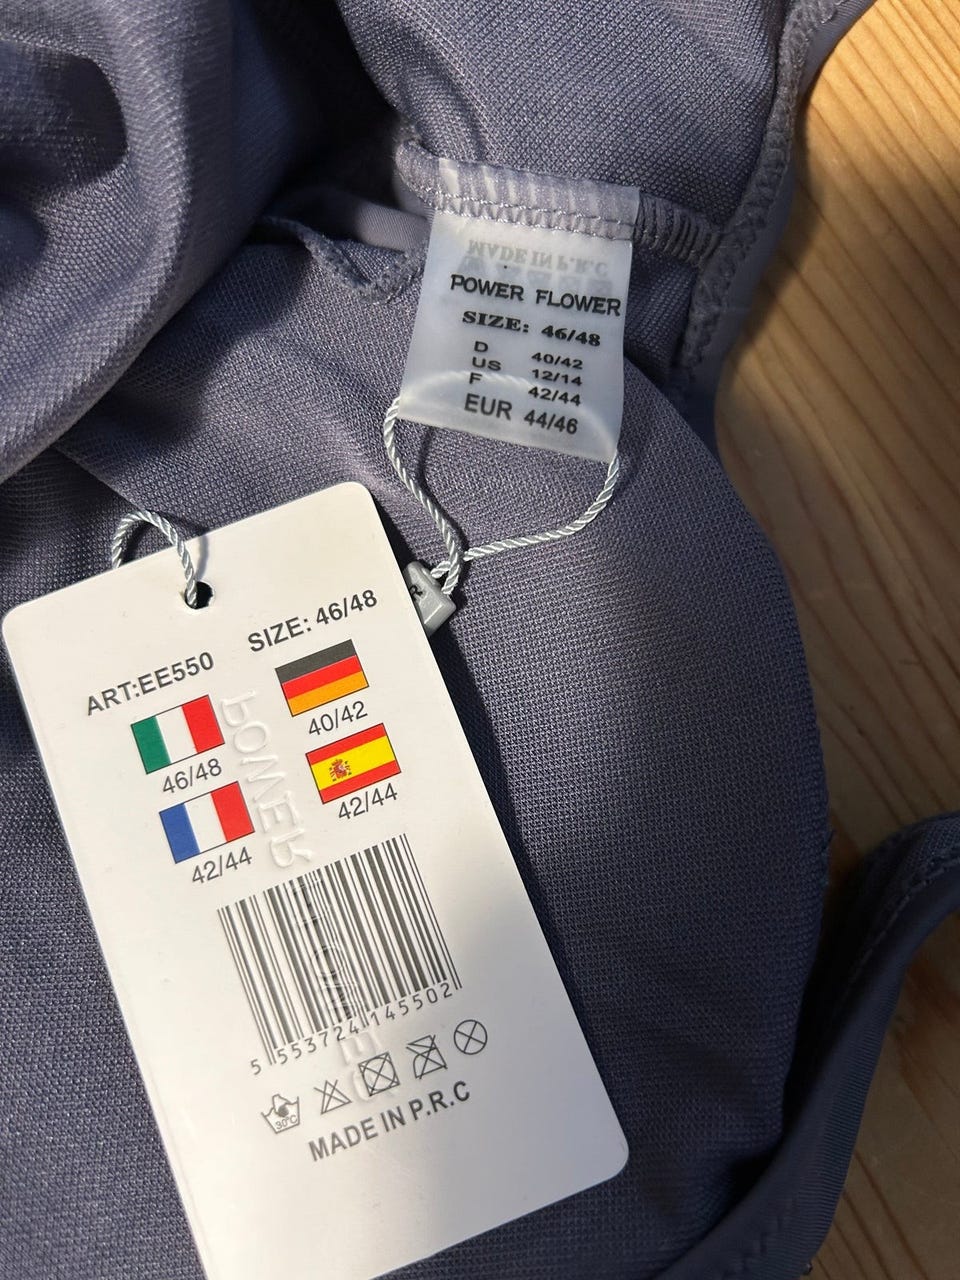 MADE IN P.R.C
POWER FLOWER
SIZE: 46/48
D 40/42
US 12/14
F 42/44
EUR 44/46
R
ART:EE550
SIZE: 46/48
46/48
40/42
42/44
42/44
POWER
5 553724 145502
30°C
MADE IN P.R.C